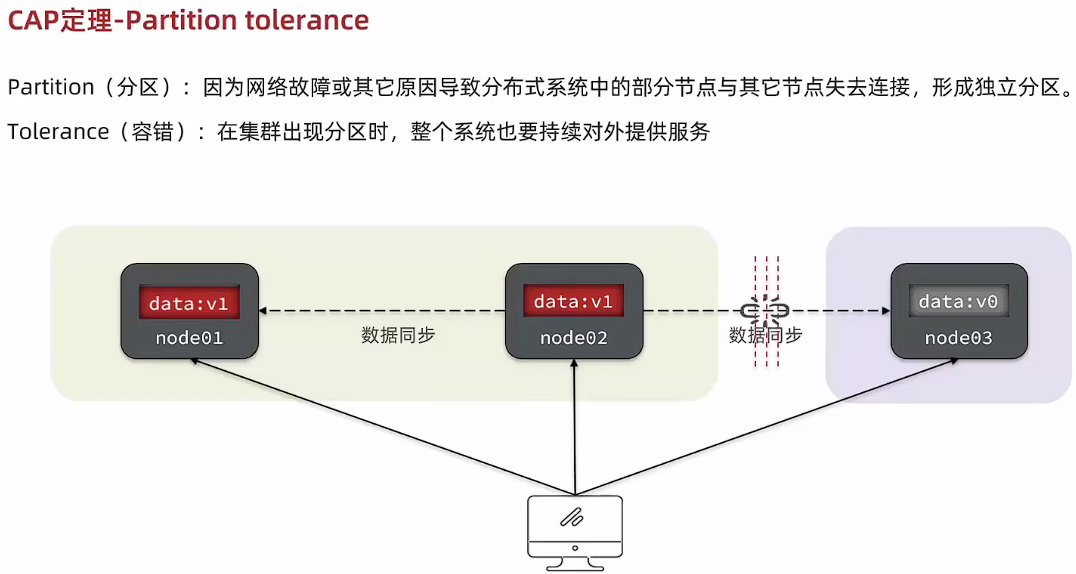 CAP定理-Partition tolerance
Partition（分区）：因为网络故障或其它原因导致分布式系统中的部分节点与其它节点失去连接，形成独立分区。
Tolerance（容错）：在集群出现分区时，整个系统也要持续对外提供服务
data:v1
node01
数据同步
data:v1
node02
数据同步
data:v0
node03